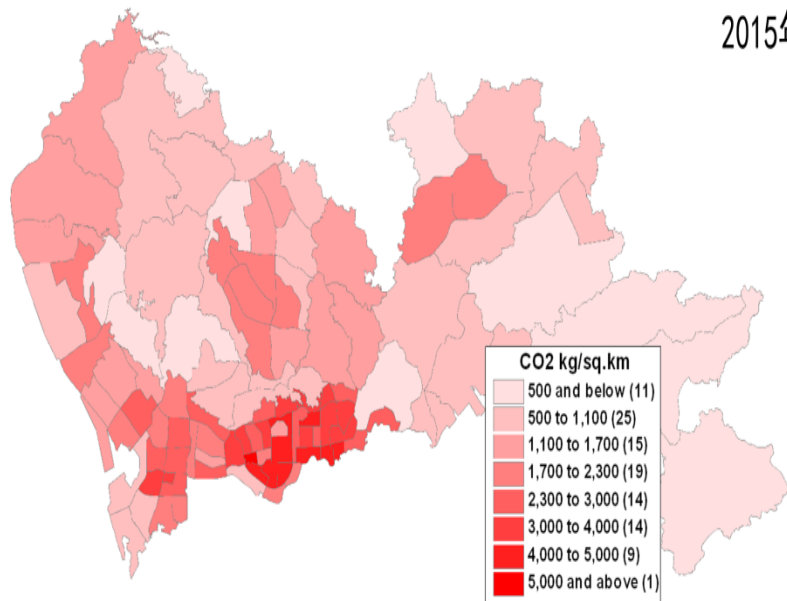 2015
CO2 kg/sq.km
500 and below (11)
500 to 1,100 (25)
1,100 to 1,700 (15)
1,700 to 2,300 (19)
2,300 to 3,000 (14)
3,000 to 4,000 (14)
4,000 to 5,000 (9)
5,000 and above (1)